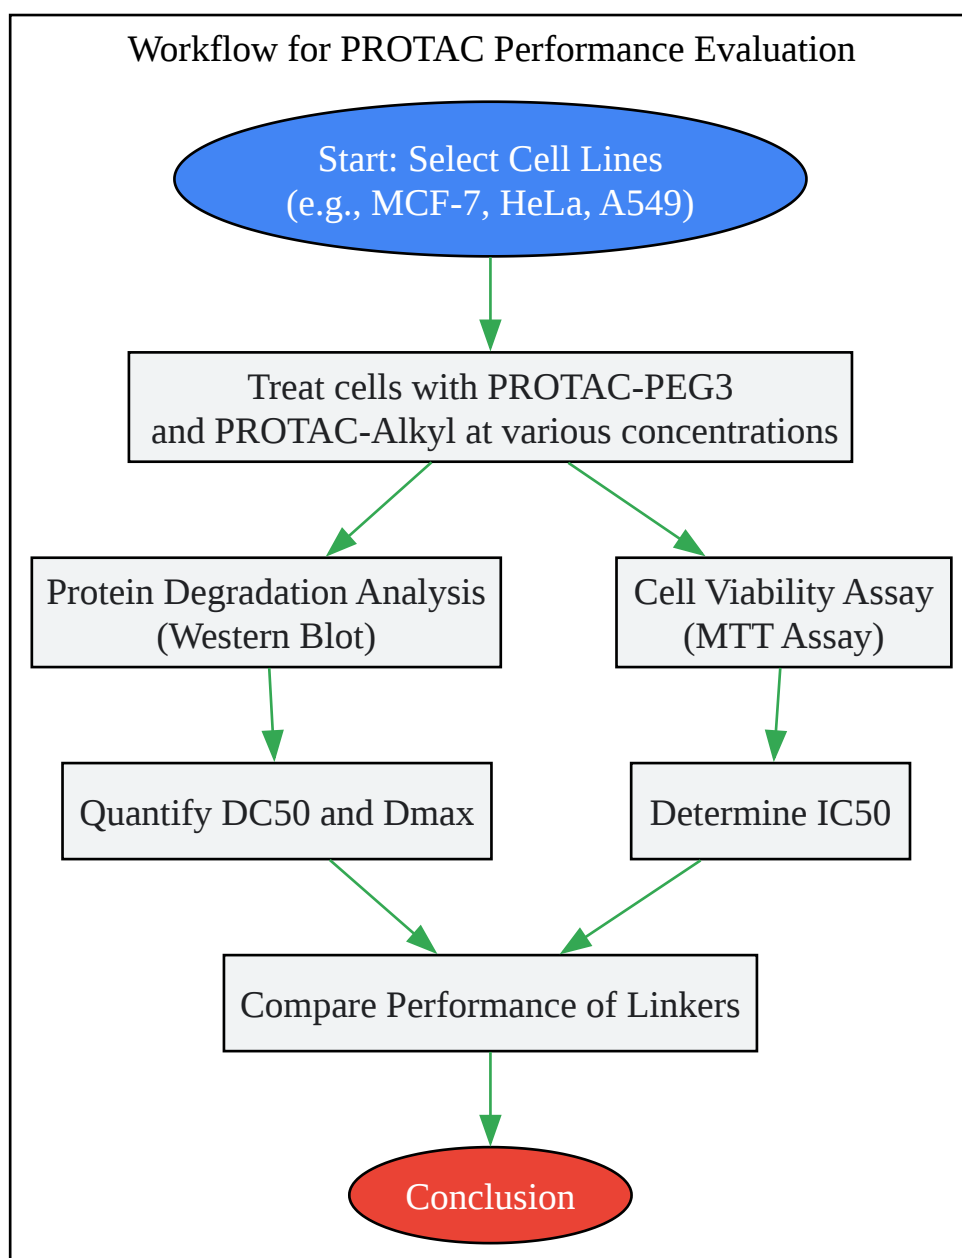 Workflow for PROTAC Performance Evaluation
Start: Select Cell Lines
(e.g., MCF-7, HeLa, A549)
Treat cells with PROTAC-PEG3
and PROTAC-Alkyl at various concentrations
Protein Degradation Analysis
(Western Blot)
Cell Viability Assay
(MTT Assay)
Quantify DC50 and Dmax
Determine IC50
Compare Performance of Linkers
Conclusion